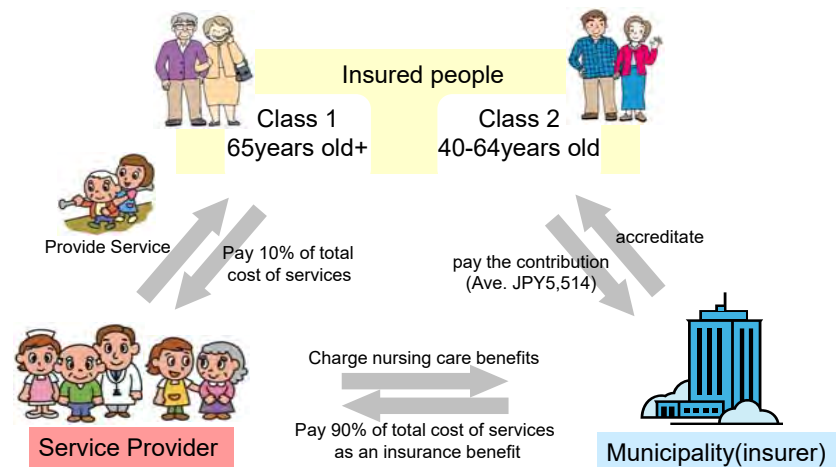 Insured people
Class 1
65years old+
Class 2
40-64years old
Provide Service
Pay 10% of total
cost of services
pay the contribution
(Ave. JPY5,514)
accreditate
Charge nursing care benefits
Pay 90% of total cost of services
as an insurance benefit
Service Provider
Municipality(insurer)